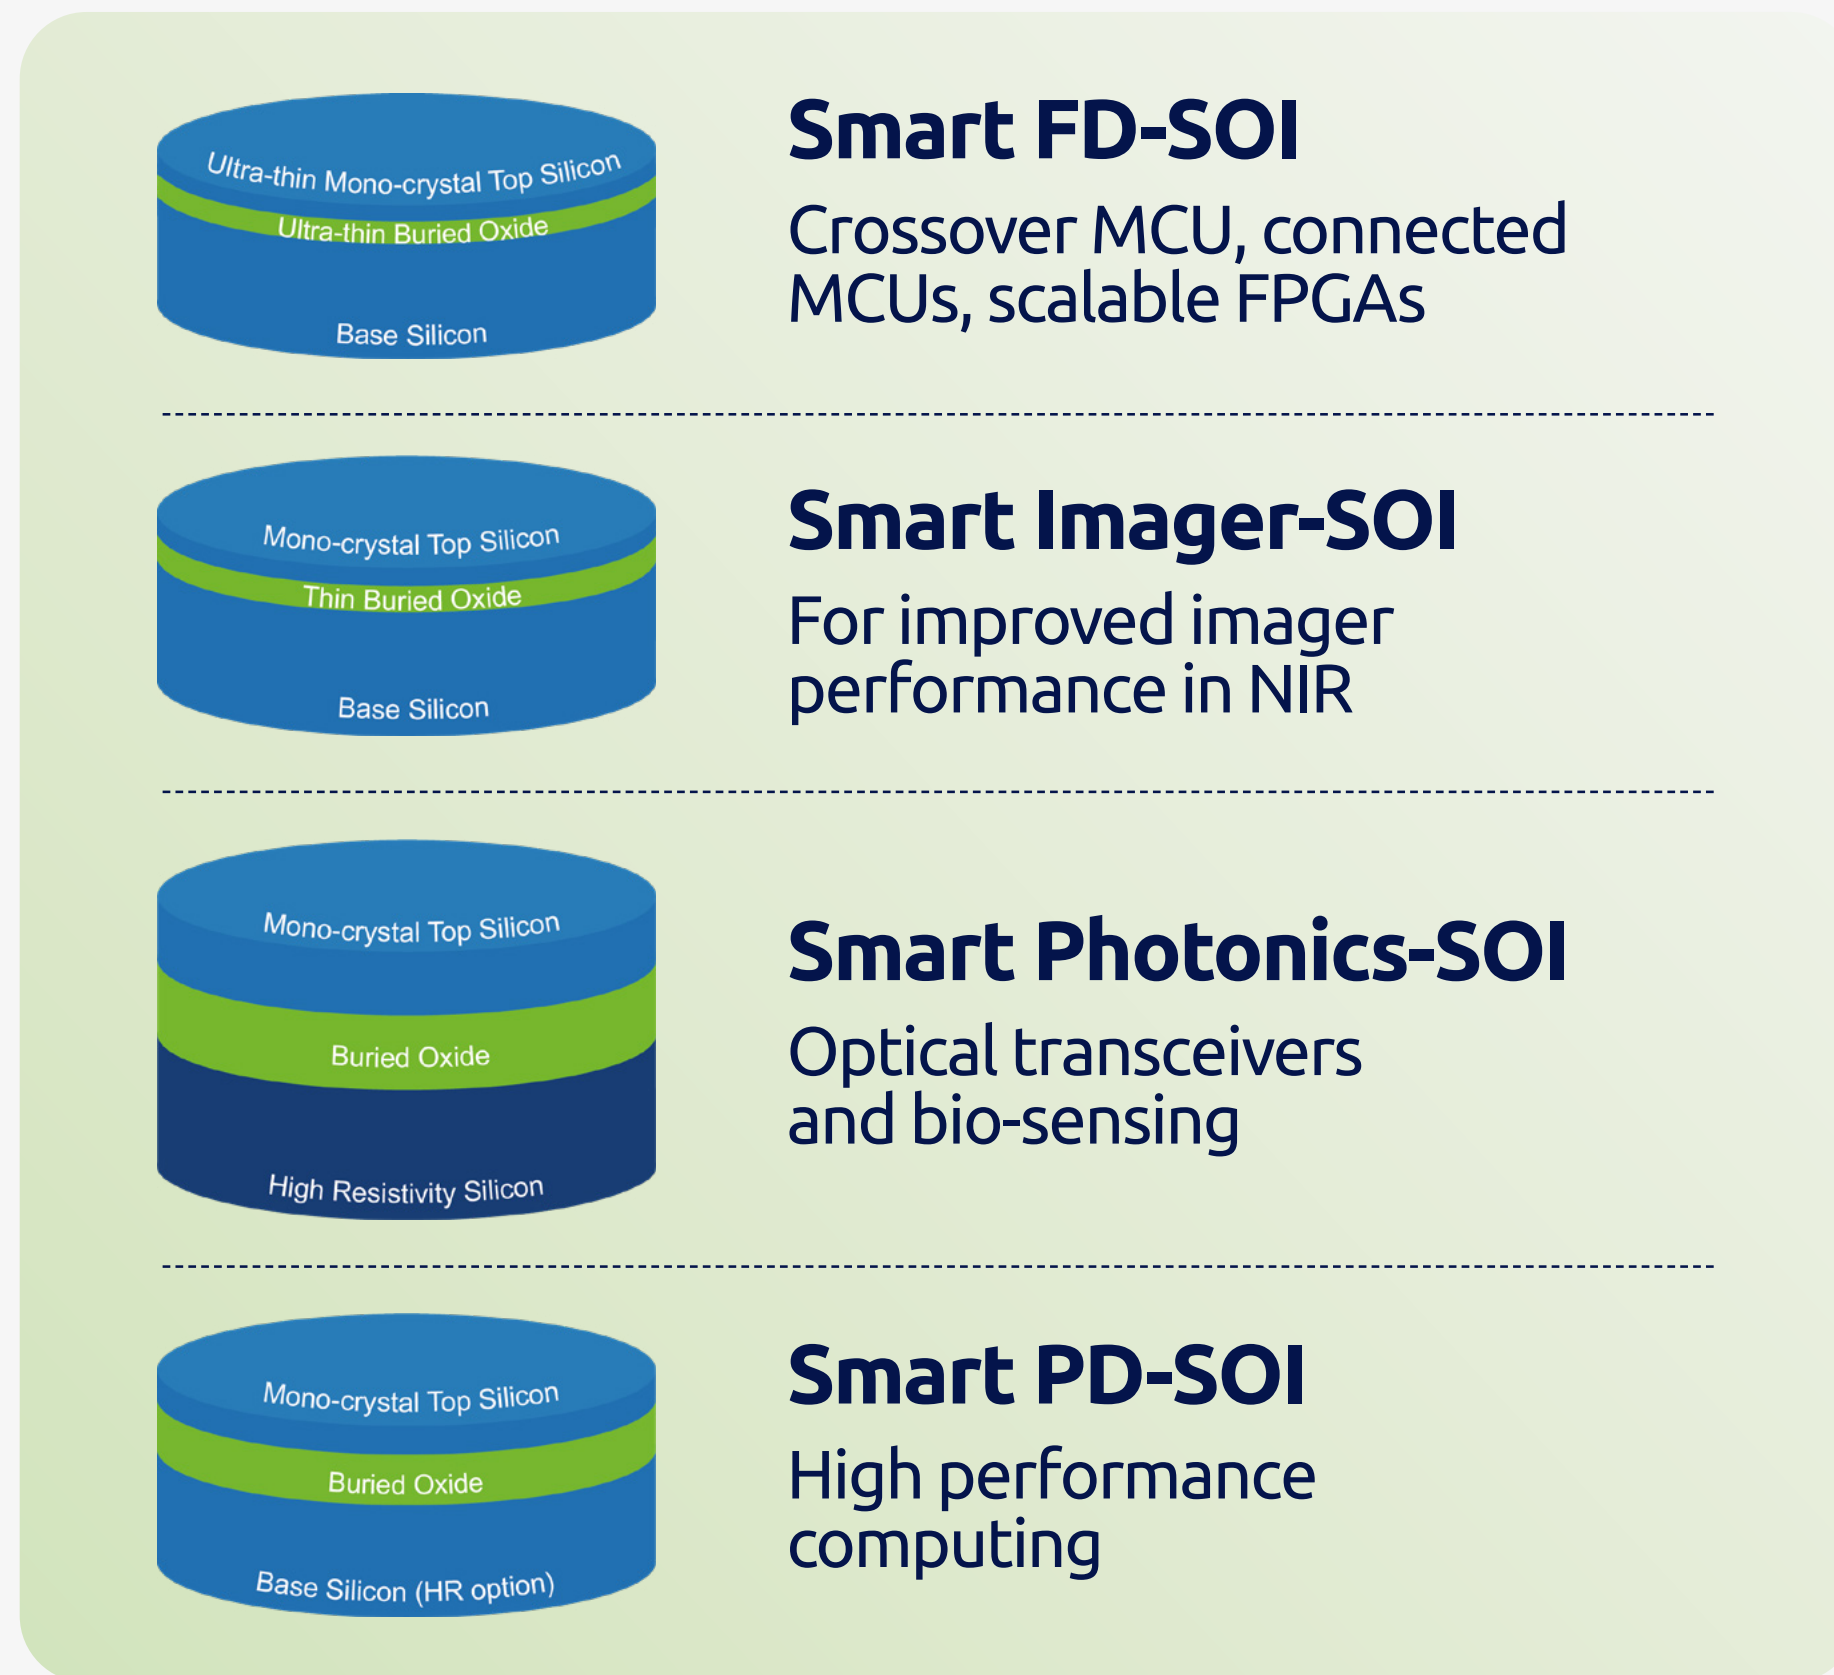 Ultra-thin Mono-crystal Top Silicon
Ultra-thin Buried Oxide
Base Silicon
Smart FD-SOI
Crossover MCU, connected
MCUs, scalable FPGAs
Mono-crystal Top Silicon
Thin Buried Oxide
Base Silicon
Smart Imager-SOI
For improved imager
performance in NIR
Mono-crystal Top Silicon
Buried Oxide
High Resistivity Silicon
Smart Photonics-SOI
Optical transceivers
and bio-sensing
Mono-crystal Top Silicon
Buried Oxide
Base Silicon (HR option)
Smart PD-SOI
High performance
computing